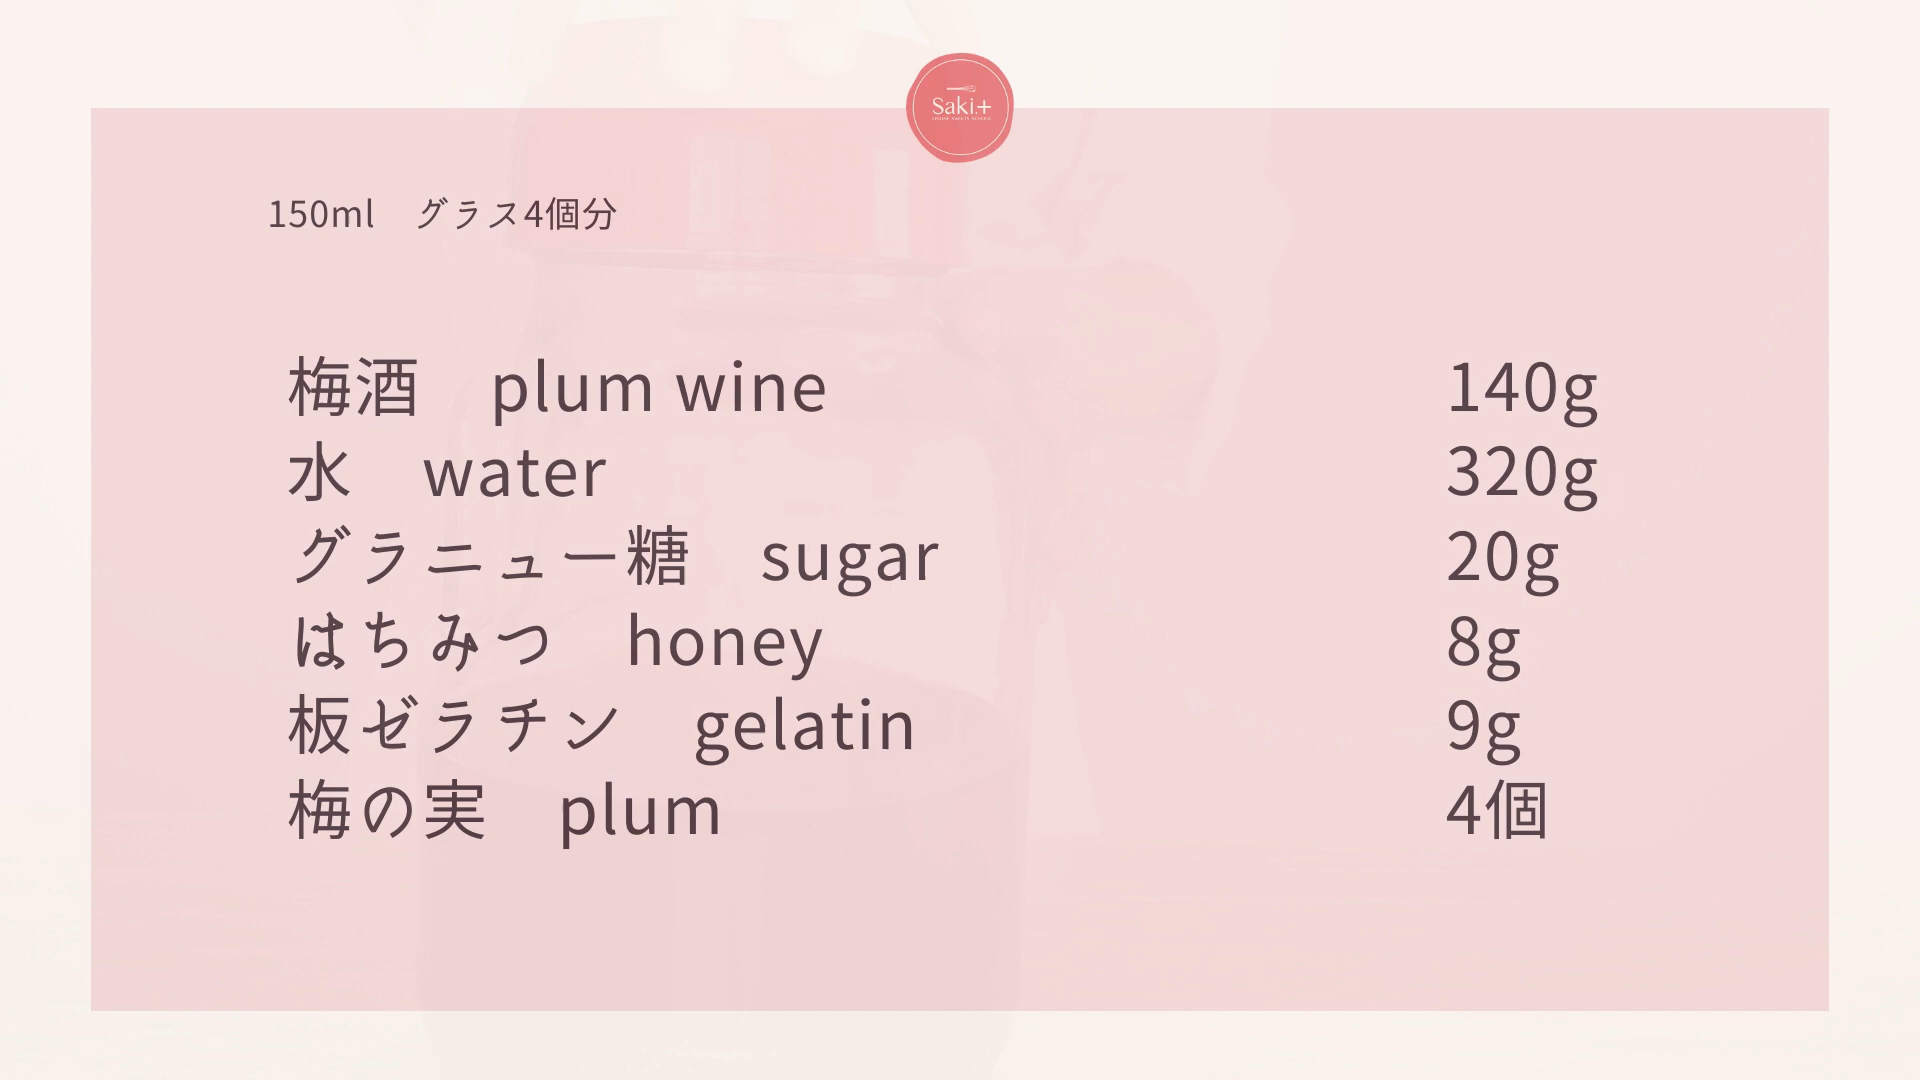 Saki.+
150ml　グラス4個分
梅酒　plum wine　140g
水　water　320g
グラニュー糖　sugar　20g
はちみつ　honey　8g
板ゼラチン　gelatin　9g
梅の実　plum　4個